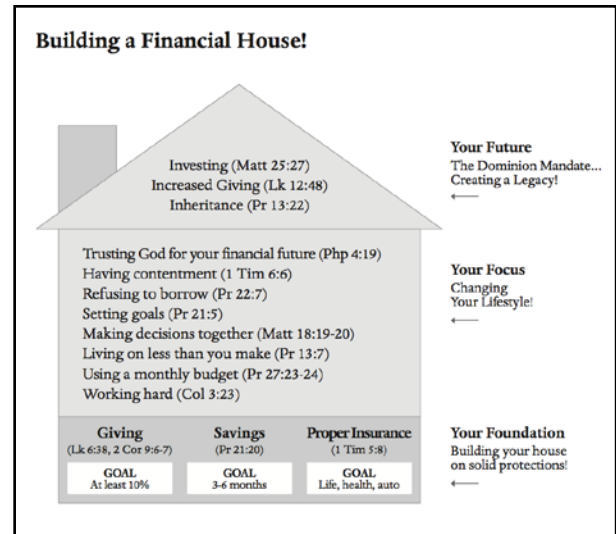 Building a Financial House!
Investing (Matt 25:27)
Increased Giving (Lk 12:48)
Inheritance (Pr 13:22)
Your Future
The Dominion Mandate...
Creating a Legacy!
Trusting God for your financial future (Php 4:19)
Having contentment (1 Tim 6:6)
Refusing to borrow (Pr 22:7)
Setting goals (Pr 21:5)
Making decisions together (Matt 18:19-20)
Living on less than you make (Pr 13:7)
Using a monthly budget (Pr 27:23-24)
Working hard (Col 3:23)
Your Focus
Changing
Your Lifestyle!
Giving
(Lk 6:38, 2 Cor 9:6-7)
GOAL
At least 10%
Savings
(Pr 21:20)
GOAL
3-6 months
Proper Insurance
(1 Tim 5:8)
GOAL
Life, health, auto
Your Foundation
Building your house
on solid protections!